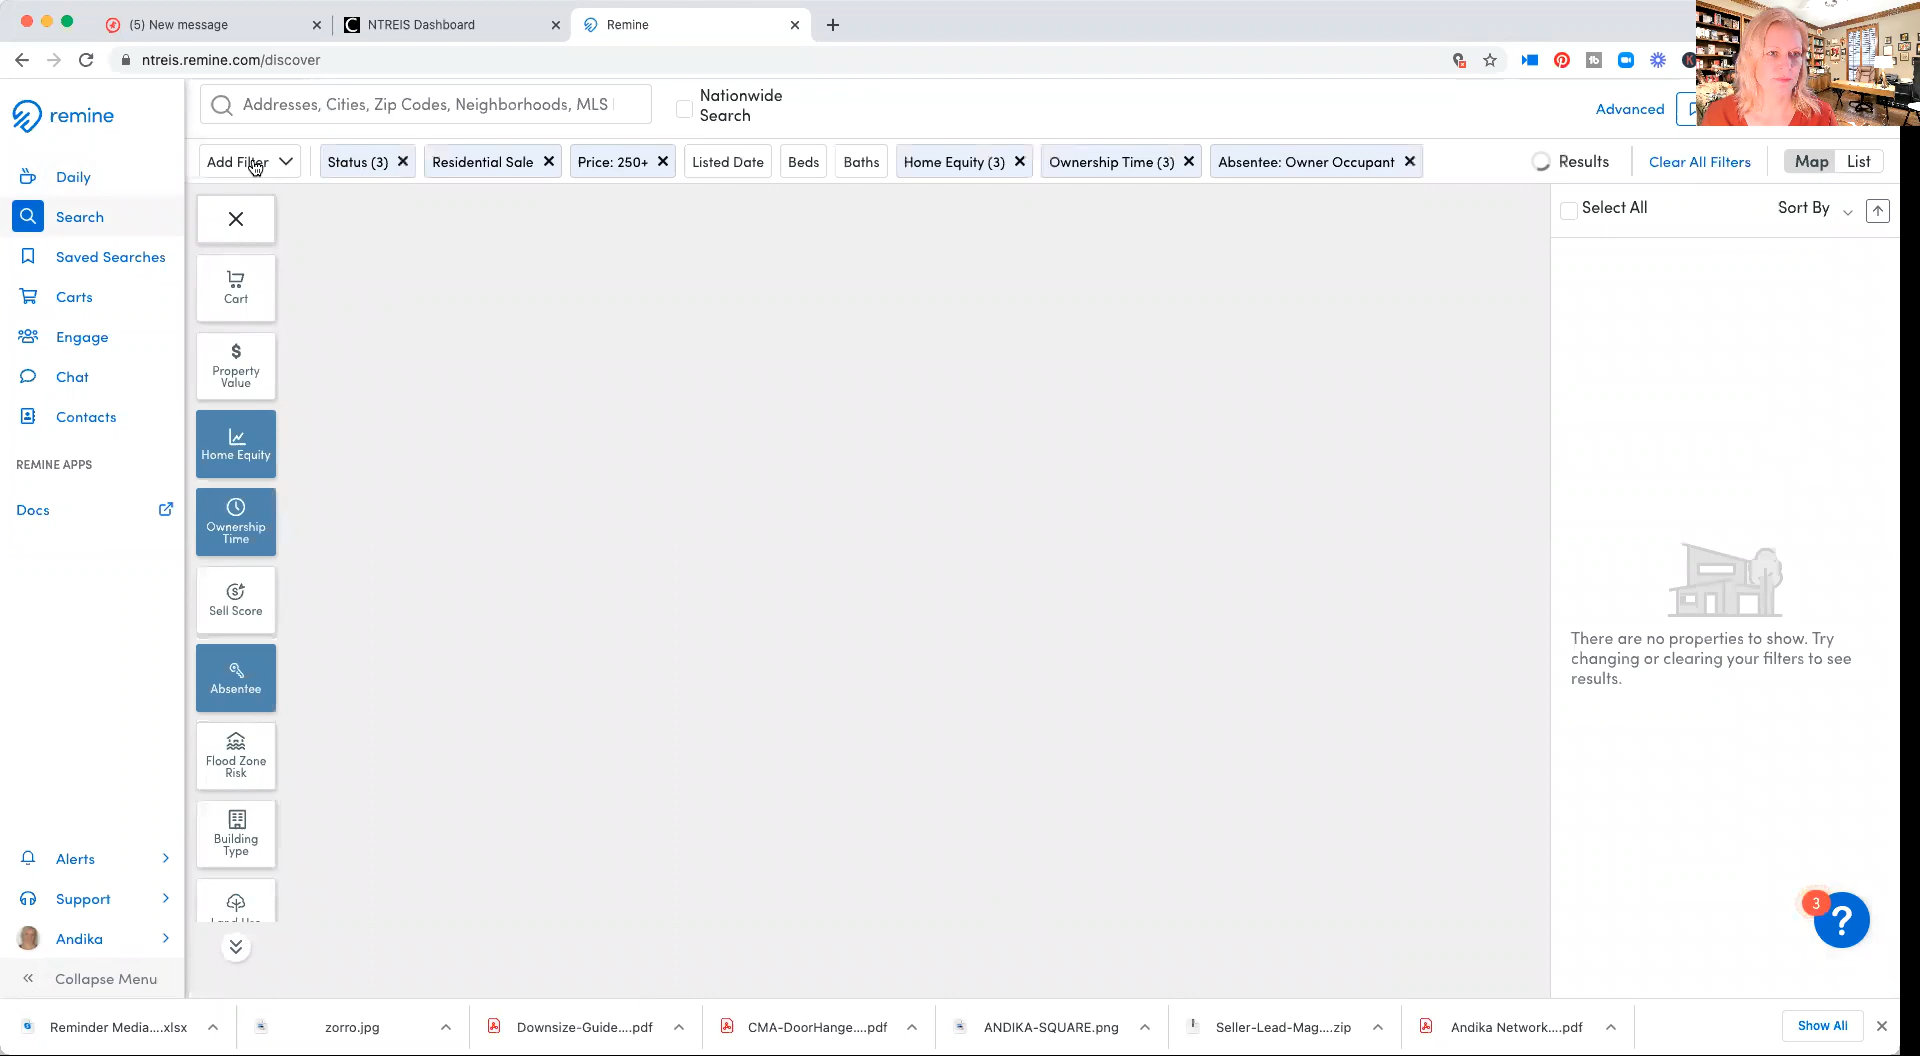 (5) New message
NTREIS Dashboard
Remine
ntreis.remine.com/discover
remine
Addresses, Cities, Zip Codes, Neighborhoods, MLS
Nationwide
Search
Advanced
Add Filter
Status (3)
Residential Sale
Price: 250+
Listed Date
Beds
Baths
Home Equity (3)
Ownership Time (3)
Absentee: Owner Occupant
Results
Clear All Filters
Map
List
Daily
Search
Saved Searches
Carts
Engage
Chat
Contacts
REMINE APPS
Docs
Cart
Property
Value
Home Equity
Ownership
Time
Sell Score
Absentee
Flood Zone
Risk
Building
Type
Select All
Sort By
There are no properties to show. Try
changing or clearing your filters to see
results.
3
?
Alerts
Support
Andika
Collapse Menu
Reminder Media....xlsx
zorro.jpg
Downsize-Guide....pdf
CMA-DoorHange....pdf
ANDIKA-SQUARE.png
Seller-Lead-Mag....zip
Andika Network....pdf
Show All